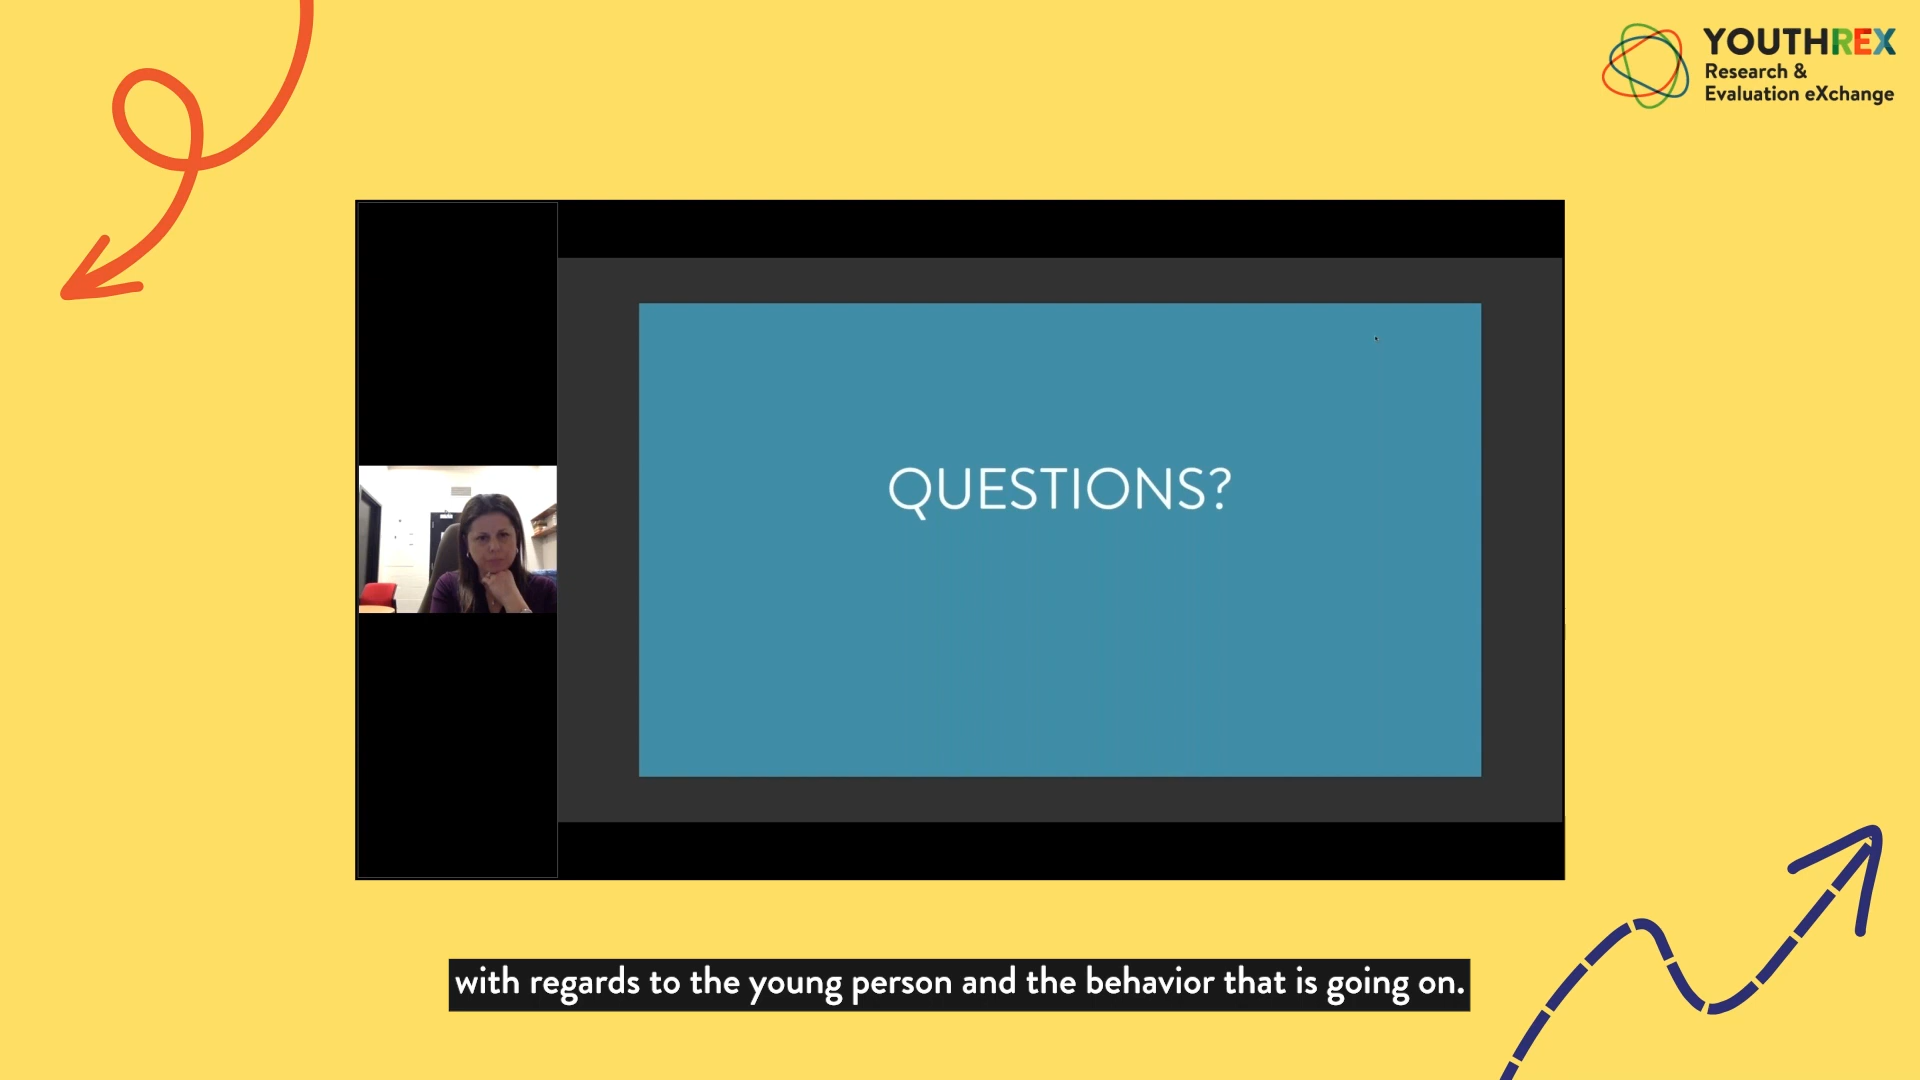 YOUTHREX
Research &
Evaluation eXchange
QUESTIONS?
with regards to the young person and the behavior that is going on.